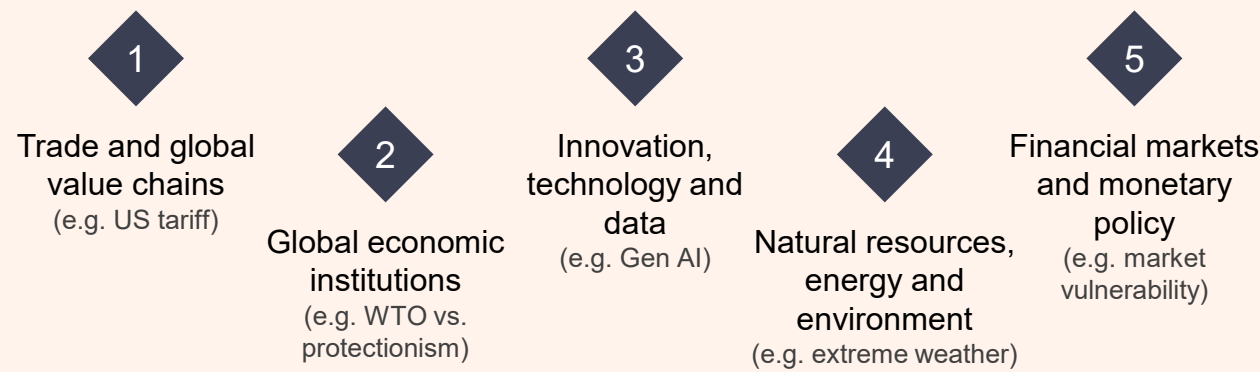 1
Trade and global
value chains
(e.g. US tariff)
2
Global economic
institutions
(e.g. WTO vs.
protectionism)
3
Innovation,
technology and
data
(e.g. Gen AI)
4
Natural resources,
energy and
environment
(e.g. extreme weather)
5
Financial markets
and monetary
policy
(e.g. market
vulnerability)